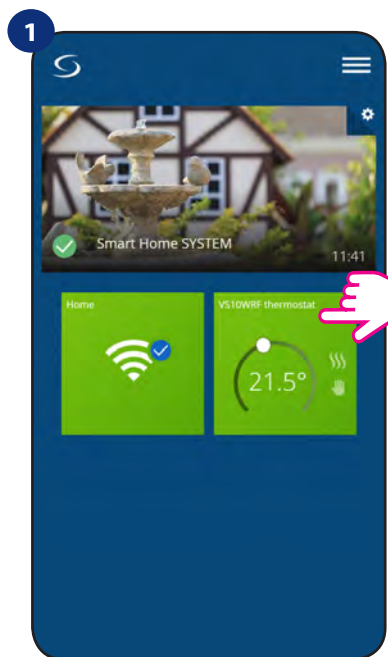 1
Smart Home SYSTEM
11:41
Home
VS10WRF thermostat
21.5°